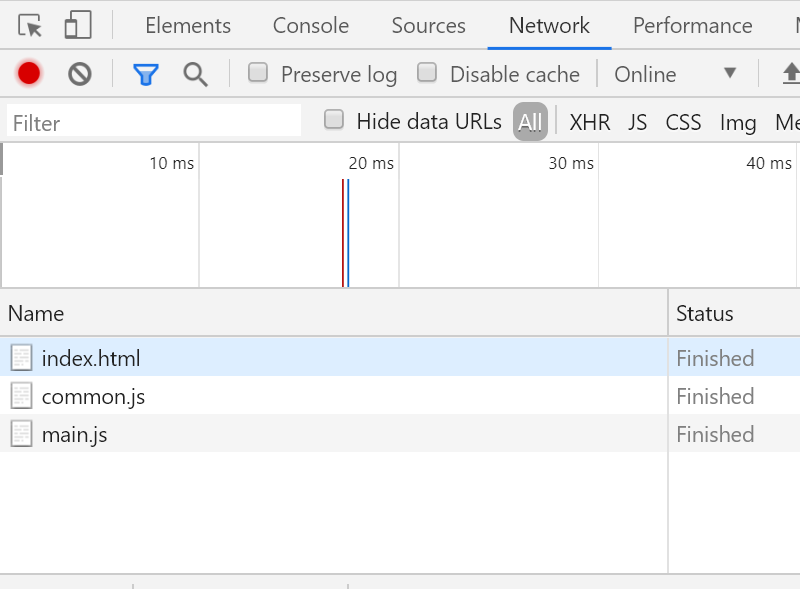 Elements Console Sources Network Performance
Preserve log Disable cache Online
Filter Hide data URLs All XHR JS CSS Img Me
10 ms 20 ms 30 ms 40 ms
Name Status
index.html Finished
common.js Finished
main.js Finished